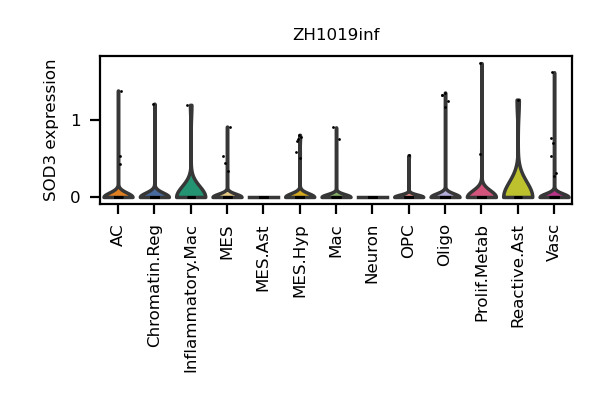 ZH1019inf
SOD3 expression
1
0
AC
Chromatin.Reg
Inflammatory.Mac
MES
MES.Ast
MES.Hyp
Mac
Neuron
OPC
Oligo
Prolif.Metab
Reactive.Ast
Vasc